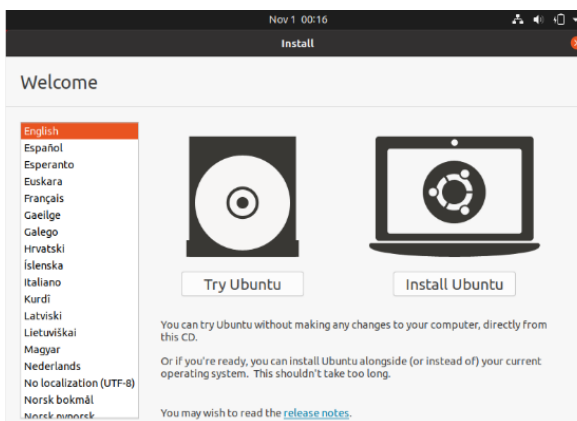 Nov 1 00:16
Install
Welcome
English
Español
Esperanto
Euskara
Français
Gaeilge
Galego
Hrvatski
Íslenska
Italiano
Kurdî
Latviski
Lietuviškai
Magyar
Nederlands
No localization (UTF-8)
Norsk bokmål
Norsk nynorsk
Try Ubuntu
Install Ubuntu
You can try Ubuntu without making any changes to your computer, directly from
this CD.
Or if you're ready, you can install Ubuntu alongside (or instead of) your current
operating system. This shouldn't take too long.
You may wish to read the release notes.